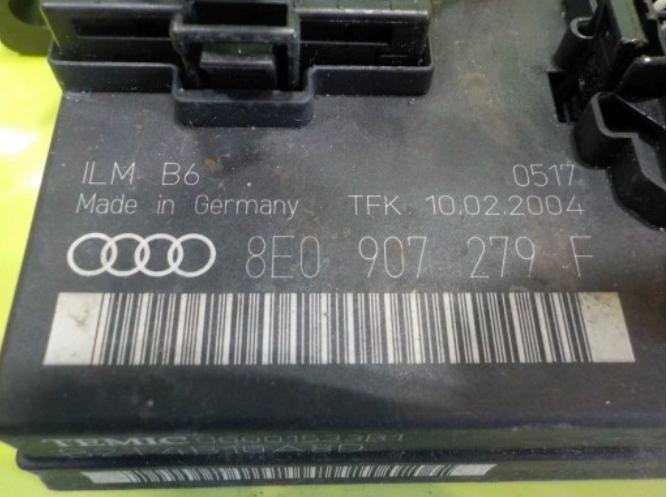 ILM B6 0517
Made in Germany TFK 10.02.2004
8E0 907 279 F
TEMIC